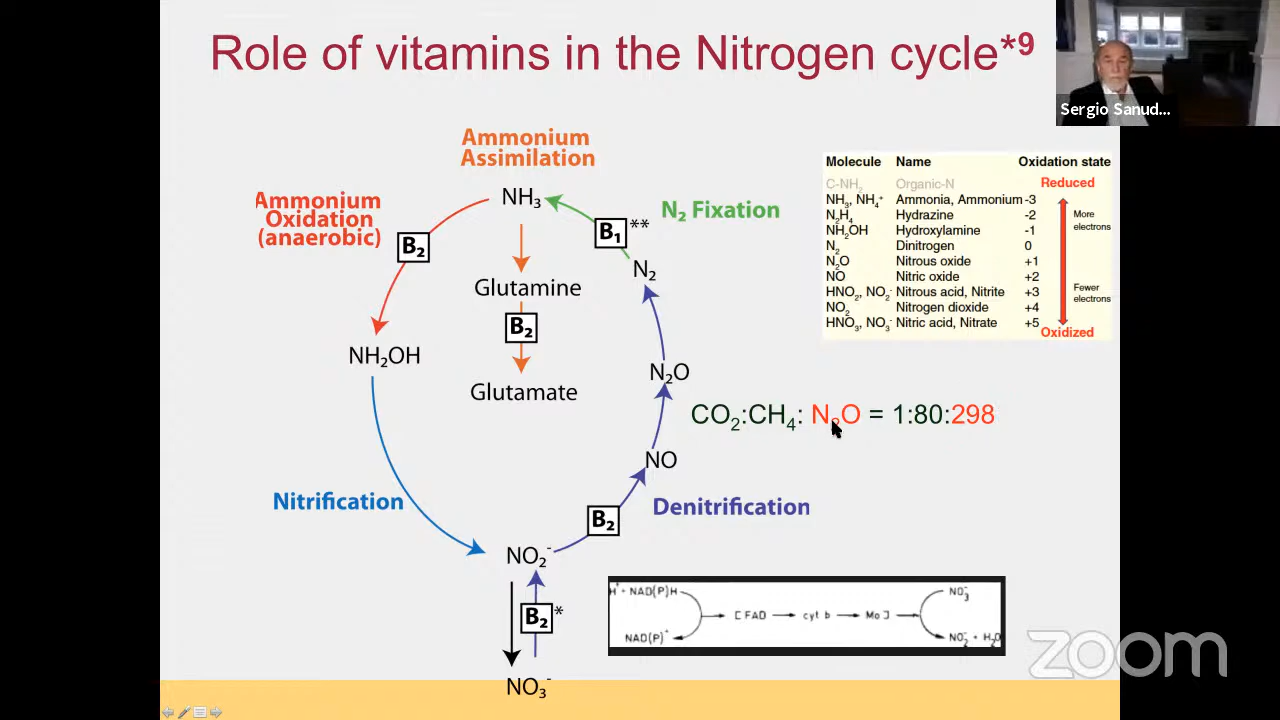 Role of vitamins in the Nitrogen cycle*9
Sergio Sanud...
Ammonium
Assimilation
Ammonium
Oxidation
(anaerobic)
NH3
N2 Fixation
B1**
B2
N2
Glutamine
B2
NH2OH
Glutamate
N2O
CO2:CH4: N2O = 1:80:298
NO
Nitrification
Denitrification
B2
NO2-
B2*
NO3-
Molecule Name Oxidation state
C-NH2 Organic-N Reduced
NH3, NH4+ Ammonia, Ammonium -3
N2H4 Hydrazine -2
NH2OH Hydroxylamine -1
N2 Dinitrogen 0
N2O Nitrous oxide +1
NO Nitric oxide +2
HNO2, NO2- Nitrous acid, Nitrite +3
NO2 Nitrogen dioxide +4
HNO3, NO3- Nitric acid, Nitrate +5
More
electrons
Fewer
electrons
Oxidized
H+ + NAD(P)H
NO3-
[FAD → cyt b → Mo]
NAD(P)+
NO2- + H2O
zoom